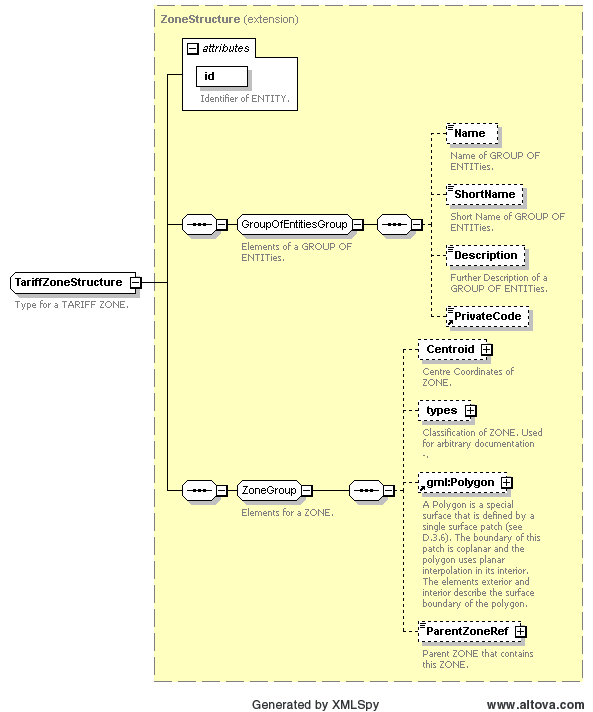 ZoneStructure (extension)
attributes
id
Identifier of ENTITY.
Name
Name of GROUP OF
ENTITies.
ShortName
Short Name of GROUP OF
ENTITies.
GroupOfEntitiesGroup
Elements of a GROUP OF
ENTITies.
Description
Further Description of a
GROUP OF ENTITies.
PrivateCode
TariffZoneStructure
Type for a TARIFF ZONE.
Centroid
Centre Coordinates of
ZONE.
types
Classification of ZONE. Used
for arbitrary documentation
-.
gml:Polygon
A Polygon is a special
surface that is defined by a
single surface patch (see
D.3.6). The boundary of this
patch is coplanar and the
polygon uses planar
interpolation in its interior.
The elements exterior and
interior describe the surface
boundary of the polygon.
ZoneGroup
Elements for a ZONE.
ParentZoneRef
Parent ZONE that contains
this ZONE.
Generated by XMLSpy
www.altova.com